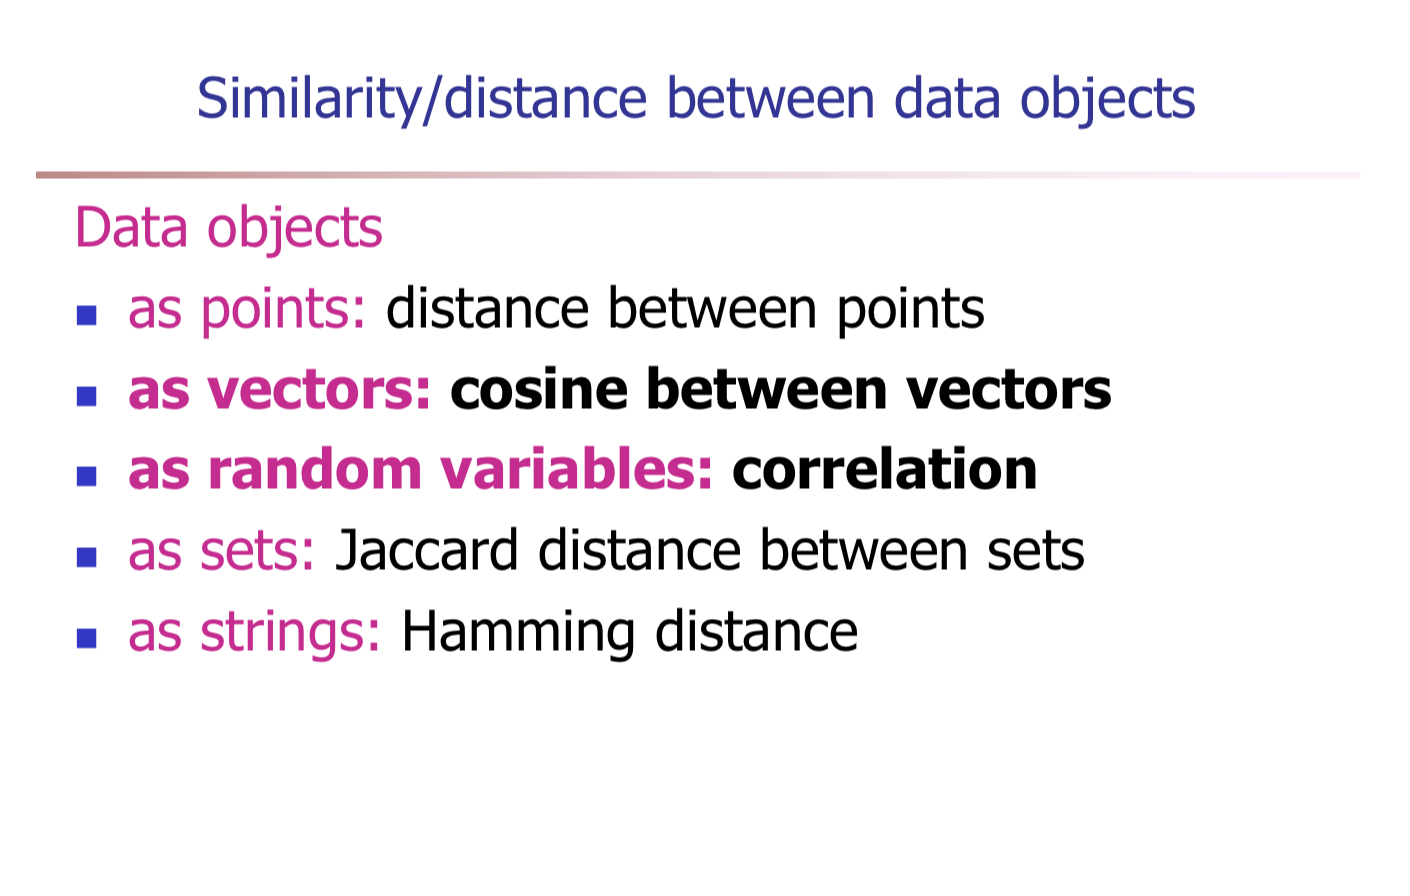 Similarity/distance between data objects
Data objects
as points: distance between points
as vectors: cosine between vectors
as random variables: correlation
as sets: Jaccard distance between sets
as strings: Hamming distance